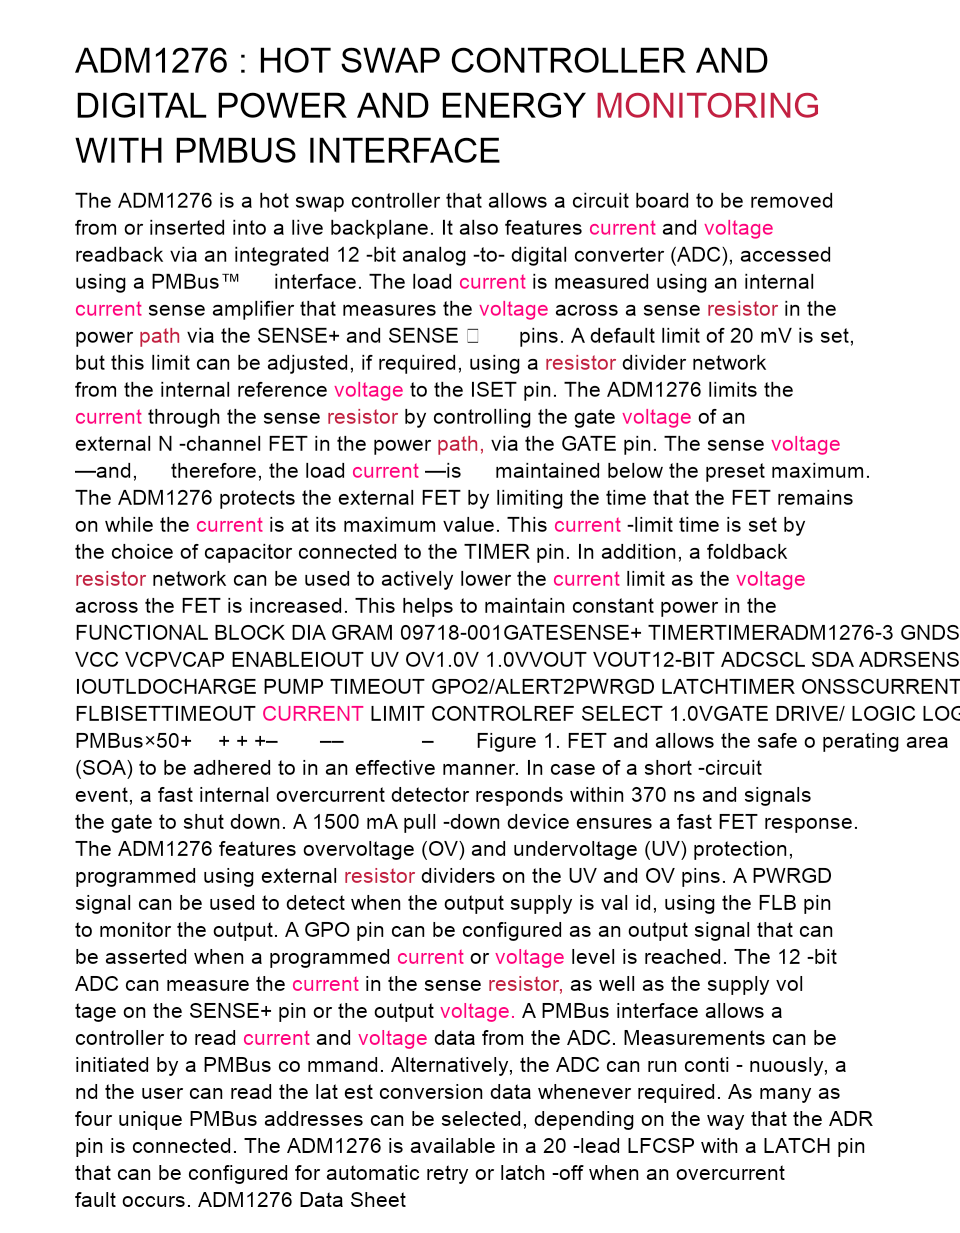 ADM1276 : HOT SWAP CONTROLLER AND
DIGITAL POWER AND ENERGY MONITORING
WITH PMBUS INTERFACE
The ADM1276 is a hot swap controller that allows a circuit board to be removed
from or inserted into a live backplane. It also features current and voltage
readback via an integrated 12 -bit analog -to- digital converter (ADC), accessed
using a PMBus™ interface. The load current is measured using an internal
current sense amplifier that measures the voltage across a sense resistor in the
power path via the SENSE+ and SENSE  pins. A default limit of 20 mV is set,
but this limit can be adjusted, if required, using a resistor divider network
from the internal reference voltage to the ISET pin. The ADM1276 limits the
current through the sense resistor by controlling the gate voltage of an
external N -channel FET in the power path, via the GATE pin. The sense voltage
—and, therefore, the load current —is maintained below the preset maximum.
The ADM1276 protects the external FET by limiting the time that the FET remains
on while the current is at its maximum value. This current -limit time is set by
the choice of capacitor connected to the TIMER pin. In addition, a foldback
resistor network can be used to actively lower the current limit as the voltage
across the FET is increased. This helps to maintain constant power in the
FUNCTIONAL BLOCK DIA GRAM 09718-001GATESENSE+ TIMERTIMERADM1276-3 GNDS
VCC VCPVCAP ENABLEIOUT UV OV1.0V 1.0VVOUT VOUT12-BIT ADCSCL SDA ADRSENS
IOUTLDOCHARGE PUMP TIMEOUT GPO2/ALERT2PWRGD LATCHTIMER ONSSCURRENT
FLBISETTIMEOUT CURRENT LIMIT CONTROLREF SELECT 1.0VGATE DRIVE/ LOGIC LOG
PMBus×50+ + + +– –– – Figure 1. FET and allows the safe o perating area
(SOA) to be adhered to in an effective manner. In case of a short -circuit
event, a fast internal overcurrent detector responds within 370 ns and signals
the gate to shut down. A 1500 mA pull -down device ensures a fast FET response.
The ADM1276 features overvoltage (OV) and undervoltage (UV) protection,
programmed using external resistor dividers on the UV and OV pins. A PWRGD
signal can be used to detect when the output supply is val id, using the FLB pin
to monitor the output. A GPO pin can be configured as an output signal that can
be asserted when a programmed current or voltage level is reached. The 12 -bit
ADC can measure the current in the sense resistor, as well as the supply vol
tage on the SENSE+ pin or the output voltage. A PMBus interface allows a
controller to read current and voltage data from the ADC. Measurements can be
initiated by a PMBus co mmand. Alternatively, the ADC can run conti - nuously, a
nd the user can read the lat est conversion data whenever required. As many as
four unique PMBus addresses can be selected, depending on the way that the ADR
pin is connected. The ADM1276 is available in a 20 -lead LFCSP with a LATCH pin
that can be configured for automatic retry or latch -off when an overcurrent
fault occurs. ADM1276 Data Sheet